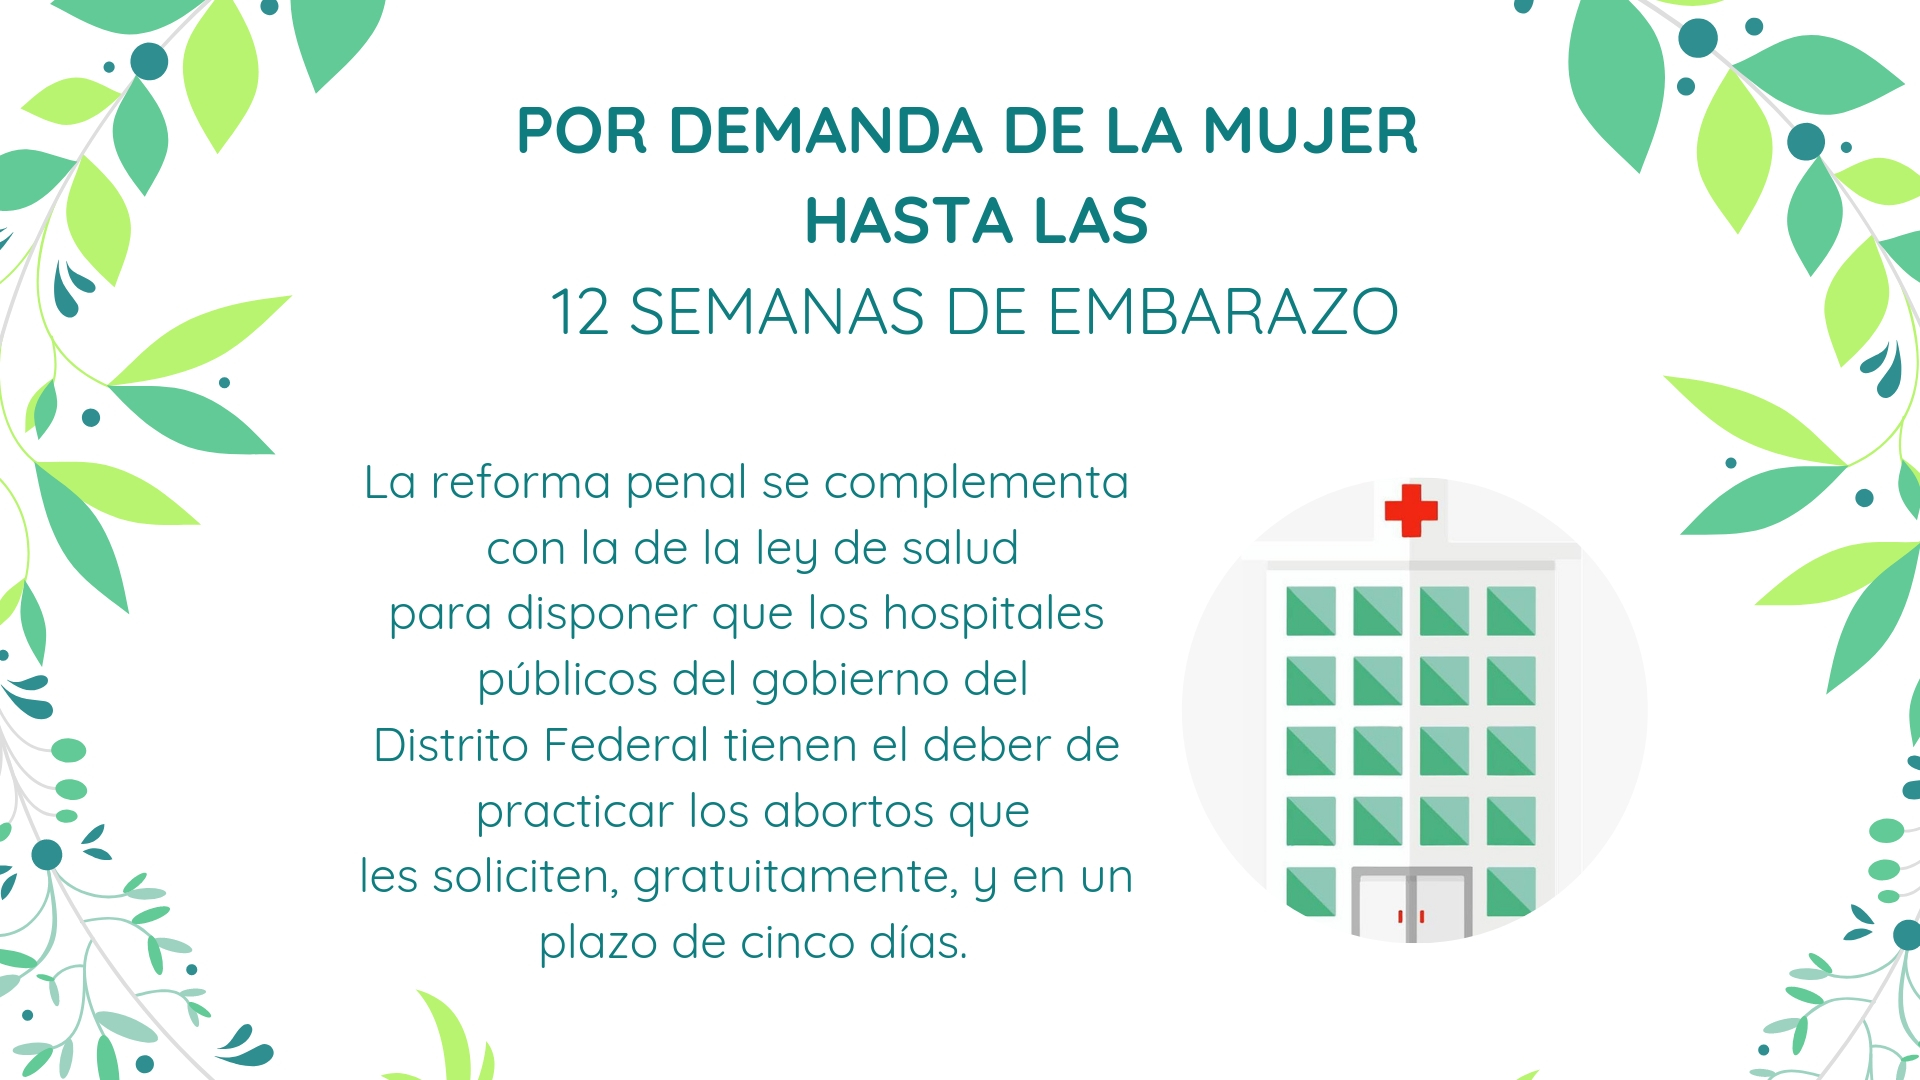 POR DEMANDA DE LA MUJER
HASTA LAS
12 SEMANAS DE EMBARAZO
La reforma penal se complementa
con la de la ley de salud
para disponer que los hospitales
públicos del gobierno del
Distrito Federal tienen el deber de
practicar los abortos que
les soliciten, gratuitamente, y en un
plazo de cinco días.